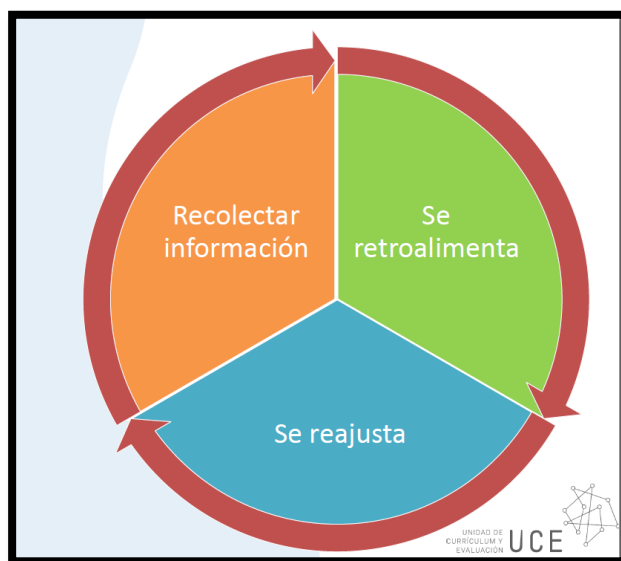 Recolectar
información
Se
retroalimenta
Se reajusta
UNIDAD DE
CURRÍCULUM Y
EVALUACIÓN
UCE